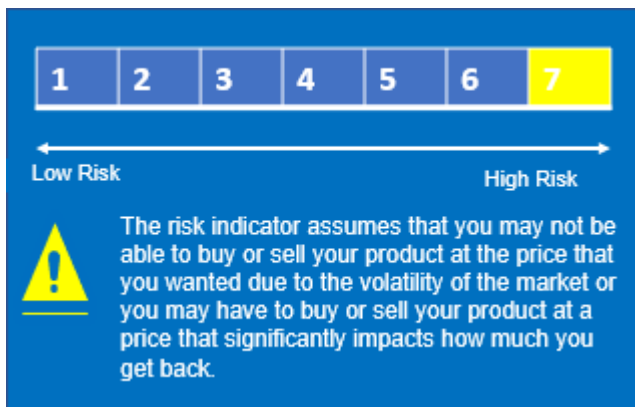 1 2 3 4 5 6 7
Low Risk High Risk
The risk indicator assumes that you may not be
able to buy or sell your product at the price that
you wanted due to the volatility of the market or
you may have to buy or sell your product at a
price that significantly impacts how much you
get back.